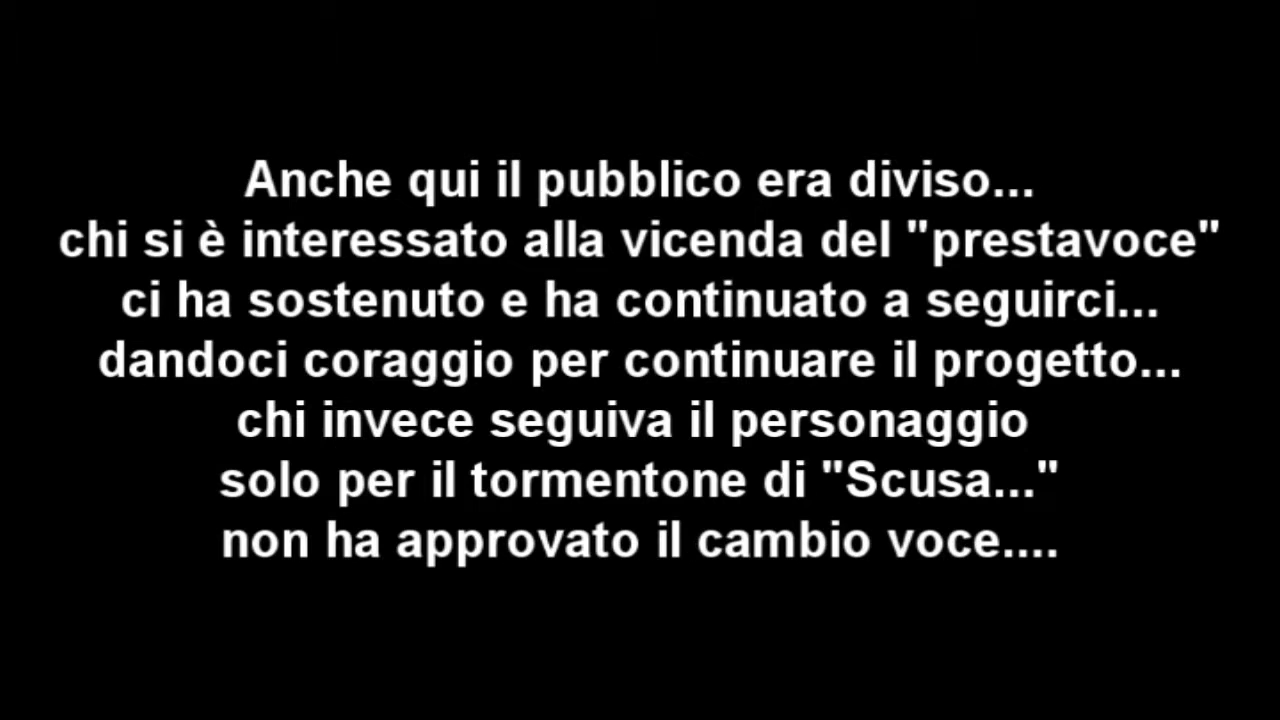 Anche qui il pubblico era diviso...
chi si è interessato alla vicenda del "prestavoce"
ci ha sostenuto e ha continuato a seguirci...
dandoci coraggio per continuare il progetto...
chi invece seguiva il personaggio
solo per il tormentone di "Scusa..."
non ha approvato il cambio voce....